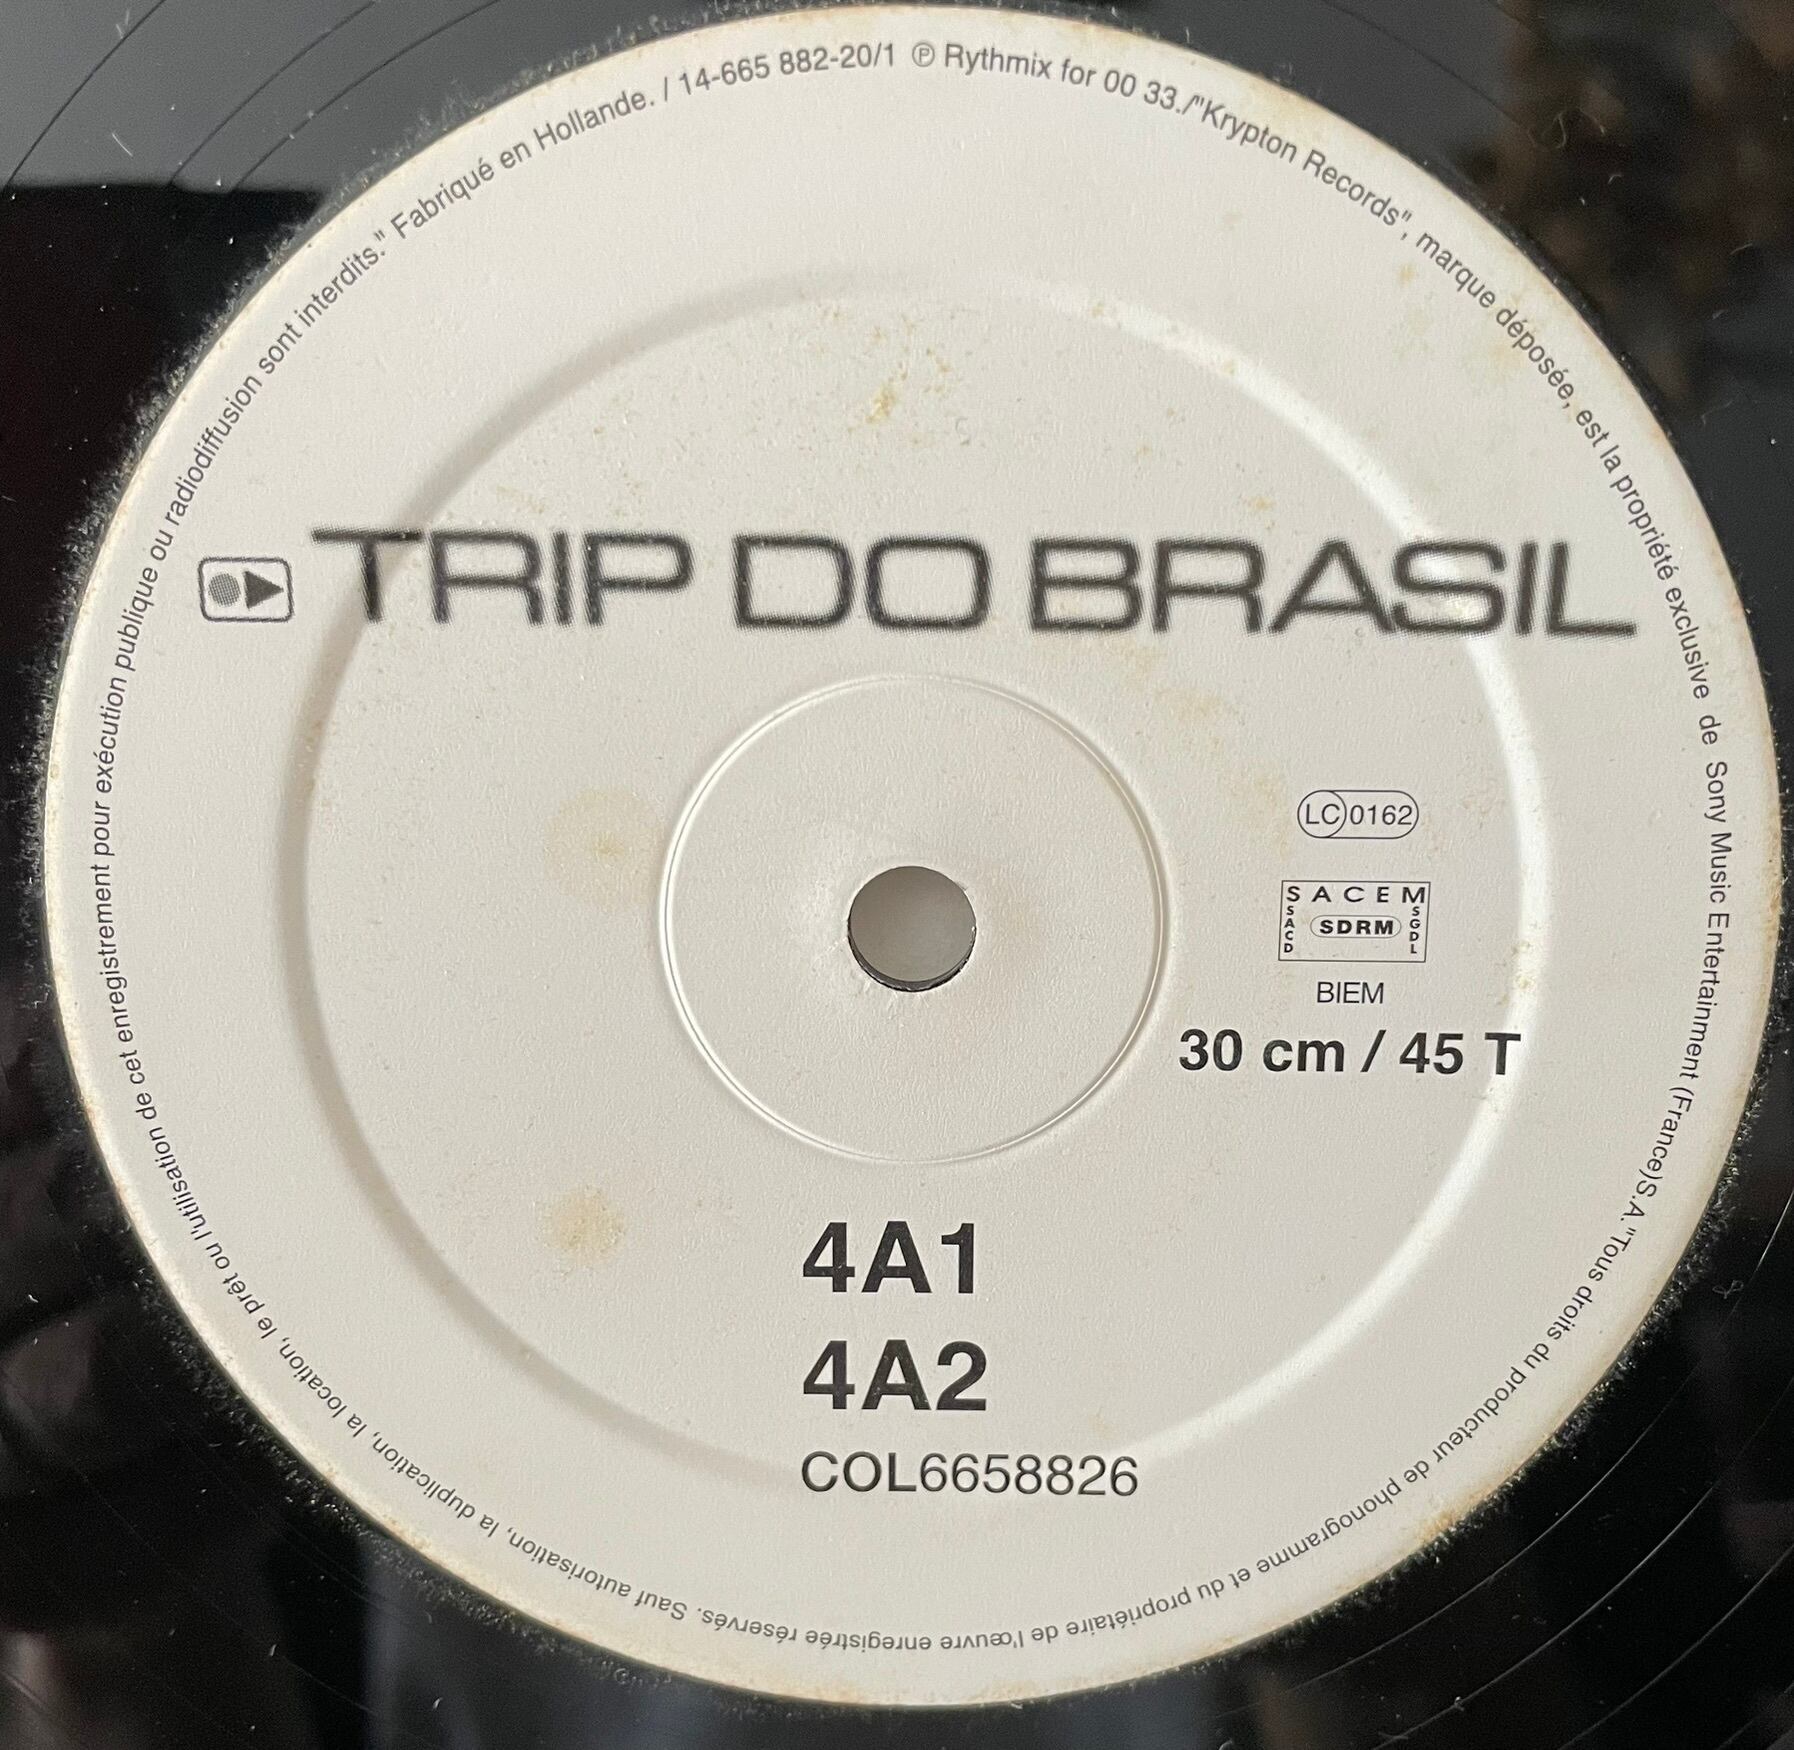 Fabriqué en Hollande. / 14-665 882-20/1 ℗ Rythmix for 00 33./"Krypton Records", marque déposée, est la propriété exclusive de Sony Music Entertainment (France)S.A."Tous droits du producteur de phonogramme et du propriétaire de l'œuvre enregistrée réservés. Sauf autorisation, la duplication, la location, le prêt ou l'utilisation de cet enregistrement pour exécution publique ou radiodiffusion sont interdits."
TRIP DO BRASIL
LC 0162
SACEM
SACD SDRM SGDL
BIEM
30 cm / 45 T
4A1
4A2
COL6658826